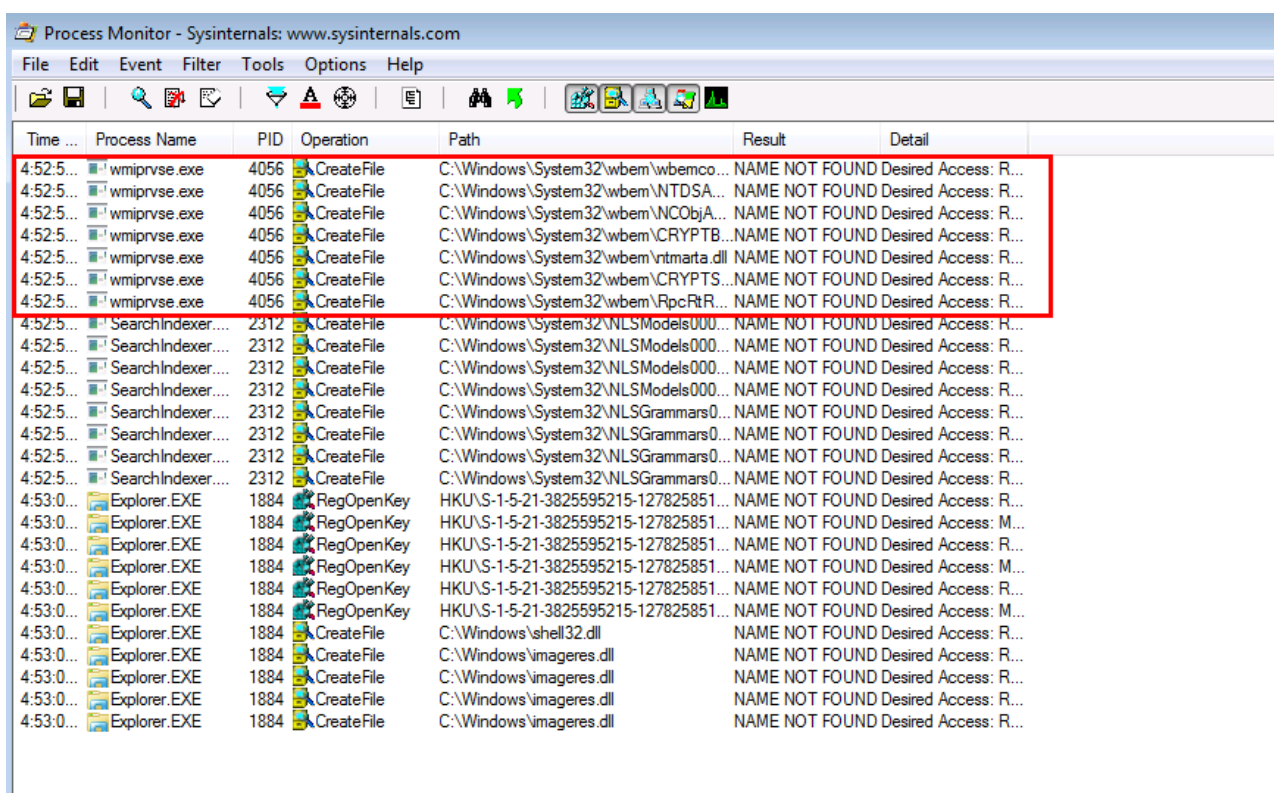 Process Monitor - Sysinternals: www.sysinternals.com
File Edit Event Filter Tools Options Help
Time ... Process Name PID Operation Path Result Detail
4:52:5... wmiprvse.exe 4056 CreateFile C:\Windows\System32\wbem\wbemco... NAME NOT FOUND Desired Access: R...
4:52:5... wmiprvse.exe 4056 CreateFile C:\Windows\System32\wbem\NTDSA... NAME NOT FOUND Desired Access: R...
4:52:5... wmiprvse.exe 4056 CreateFile C:\Windows\System32\wbem\NCObjA... NAME NOT FOUND Desired Access: R...
4:52:5... wmiprvse.exe 4056 CreateFile C:\Windows\System32\wbem\CRYPTB... NAME NOT FOUND Desired Access: R...
4:52:5... wmiprvse.exe 4056 CreateFile C:\Windows\System32\wbem\ntmarta.dll NAME NOT FOUND Desired Access: R...
4:52:5... wmiprvse.exe 4056 CreateFile C:\Windows\System32\wbem\CRYPTS... NAME NOT FOUND Desired Access: R...
4:52:5... wmiprvse.exe 4056 CreateFile C:\Windows\System32\wbem\RpcRtR... NAME NOT FOUND Desired Access: R...
4:52:5... SearchIndexer.... 2312 CreateFile C:\Windows\System32\NLSModels000... NAME NOT FOUND Desired Access: R...
4:52:5... SearchIndexer.... 2312 CreateFile C:\Windows\System32\NLSModels000... NAME NOT FOUND Desired Access: R...
4:52:5... SearchIndexer.... 2312 CreateFile C:\Windows\System32\NLSModels000... NAME NOT FOUND Desired Access: R...
4:52:5... SearchIndexer.... 2312 CreateFile C:\Windows\System32\NLSModels000... NAME NOT FOUND Desired Access: R...
4:52:5... SearchIndexer.... 2312 CreateFile C:\Windows\System32\NLSGrammars0... NAME NOT FOUND Desired Access: R...
4:52:5... SearchIndexer.... 2312 CreateFile C:\Windows\System32\NLSGrammars0... NAME NOT FOUND Desired Access: R...
4:52:5... SearchIndexer.... 2312 CreateFile C:\Windows\System32\NLSGrammars0... NAME NOT FOUND Desired Access: R...
4:52:5... SearchIndexer.... 2312 CreateFile C:\Windows\System32\NLSGrammars0... NAME NOT FOUND Desired Access: R...
4:53:0... Explorer.EXE 1884 RegOpenKey HKU\S-1-5-21-3825595215-127825851... NAME NOT FOUND Desired Access: R...
4:53:0... Explorer.EXE 1884 RegOpenKey HKU\S-1-5-21-3825595215-127825851... NAME NOT FOUND Desired Access: M...
4:53:0... Explorer.EXE 1884 RegOpenKey HKU\S-1-5-21-3825595215-127825851... NAME NOT FOUND Desired Access: R...
4:53:0... Explorer.EXE 1884 RegOpenKey HKU\S-1-5-21-3825595215-127825851... NAME NOT FOUND Desired Access: M...
4:53:0... Explorer.EXE 1884 RegOpenKey HKU\S-1-5-21-3825595215-127825851... NAME NOT FOUND Desired Access: R...
4:53:0... Explorer.EXE 1884 RegOpenKey HKU\S-1-5-21-3825595215-127825851... NAME NOT FOUND Desired Access: M...
4:53:0... Explorer.EXE 1884 CreateFile C:\Windows\shell32.dll NAME NOT FOUND Desired Access: R...
4:53:0... Explorer.EXE 1884 CreateFile C:\Windows\imageres.dll NAME NOT FOUND Desired Access: R...
4:53:0... Explorer.EXE 1884 CreateFile C:\Windows\imageres.dll NAME NOT FOUND Desired Access: R...
4:53:0... Explorer.EXE 1884 CreateFile C:\Windows\imageres.dll NAME NOT FOUND Desired Access: R...
4:53:0... Explorer.EXE 1884 CreateFile C:\Windows\imageres.dll NAME NOT FOUND Desired Access: R...